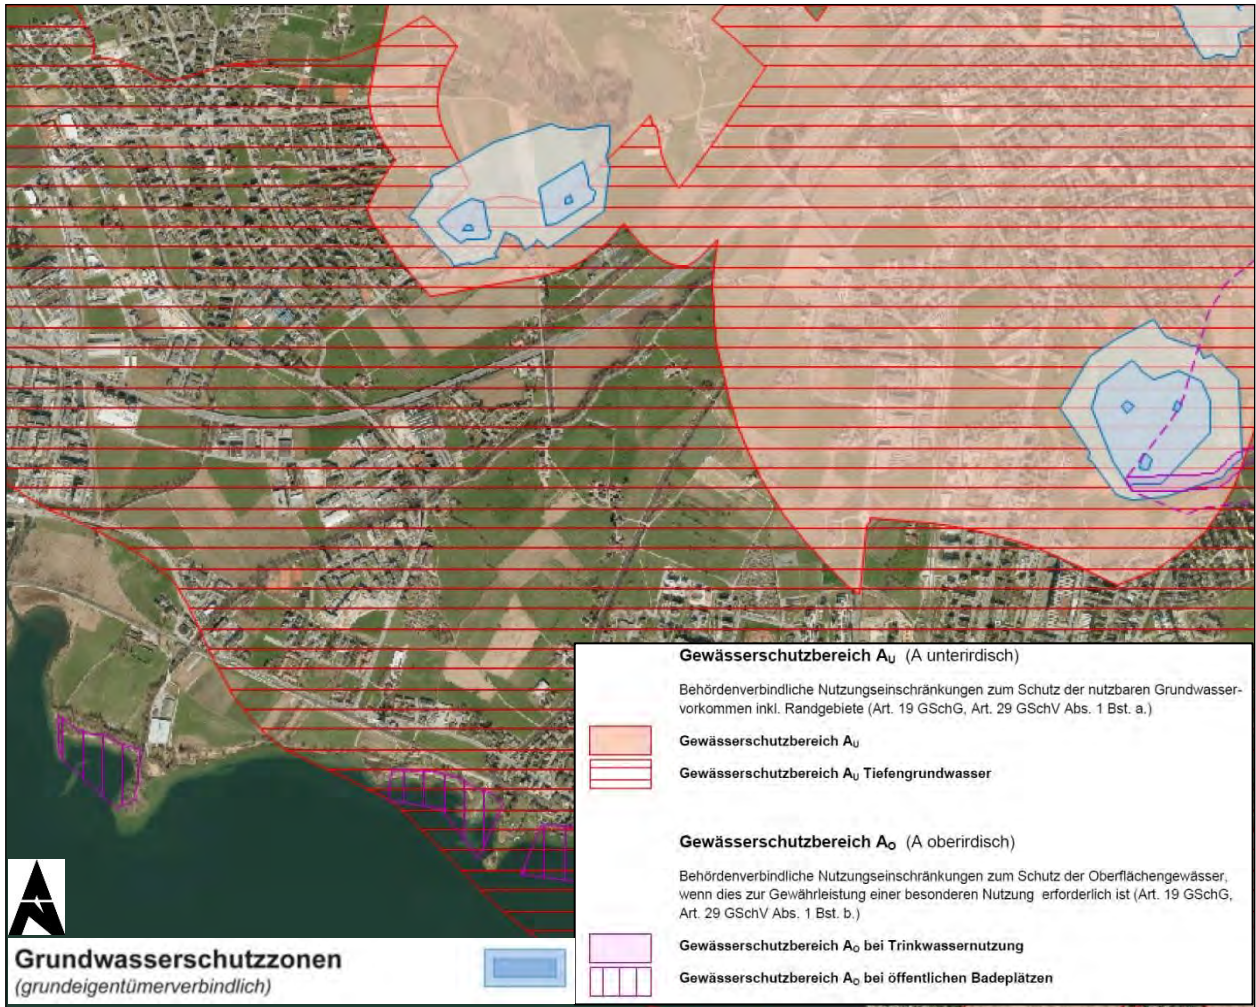 Gewässerschutzbereich AU (A unterirdisch)
Behördenverbindliche Nutzungseinschränkungen zum Schutz der nutzbaren Grundwasser-
vorkommen inkl. Randgebiete (Art. 19 GSchG, Art. 29 GSchV Abs. 1 Bst. a.)
Gewässerschutzbereich AU
Gewässerschutzbereich AU Tiefengrundwasser
Gewässerschutzbereich AO (A oberirdisch)
Behördenverbindliche Nutzungseinschränkungen zum Schutz der Oberflächengewässer,
wenn dies zur Gewährleistung einer besonderen Nutzung erforderlich ist (Art. 19 GSchG,
Art. 29 GSchV Abs. 1 Bst. b.)
Gewässerschutzbereich AO bei Trinkwassernutzung
Gewässerschutzbereich AO bei öffentlichen Badeplätzen
Grundwasserschutzzonen
(grundeigentümerverbindlich)